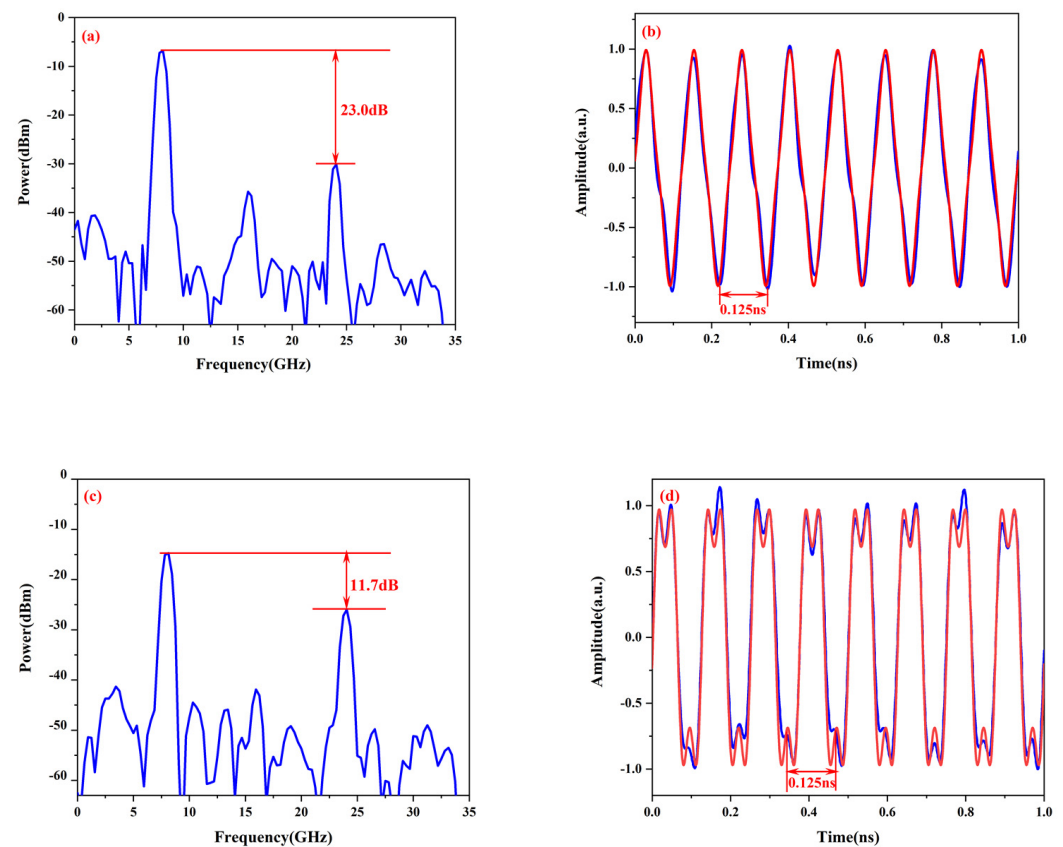 (a)
0
-10
-20
-30
-40
-50
-60
Power(dBm)
23.0dB
0 5 10 15 20 25 30 35
Frequency(GHz)
(b)
1.0
0.5
0.0
-0.5
-1.0
Amplitude(a.u.)
0.125ns
0.0 0.2 0.4 0.6 0.8 1.0
Time(ns)
(c)
0
-10
-20
-30
-40
-50
-60
Power(dBm)
11.7dB
0 5 10 15 20 25 30 35
Frequency(GHz)
(d)
1.0
0.5
0.0
-0.5
-1.0
Amplitude(a.u.)
0.125ns
0.0 0.2 0.4 0.6 0.8 1.0
Time(ns)